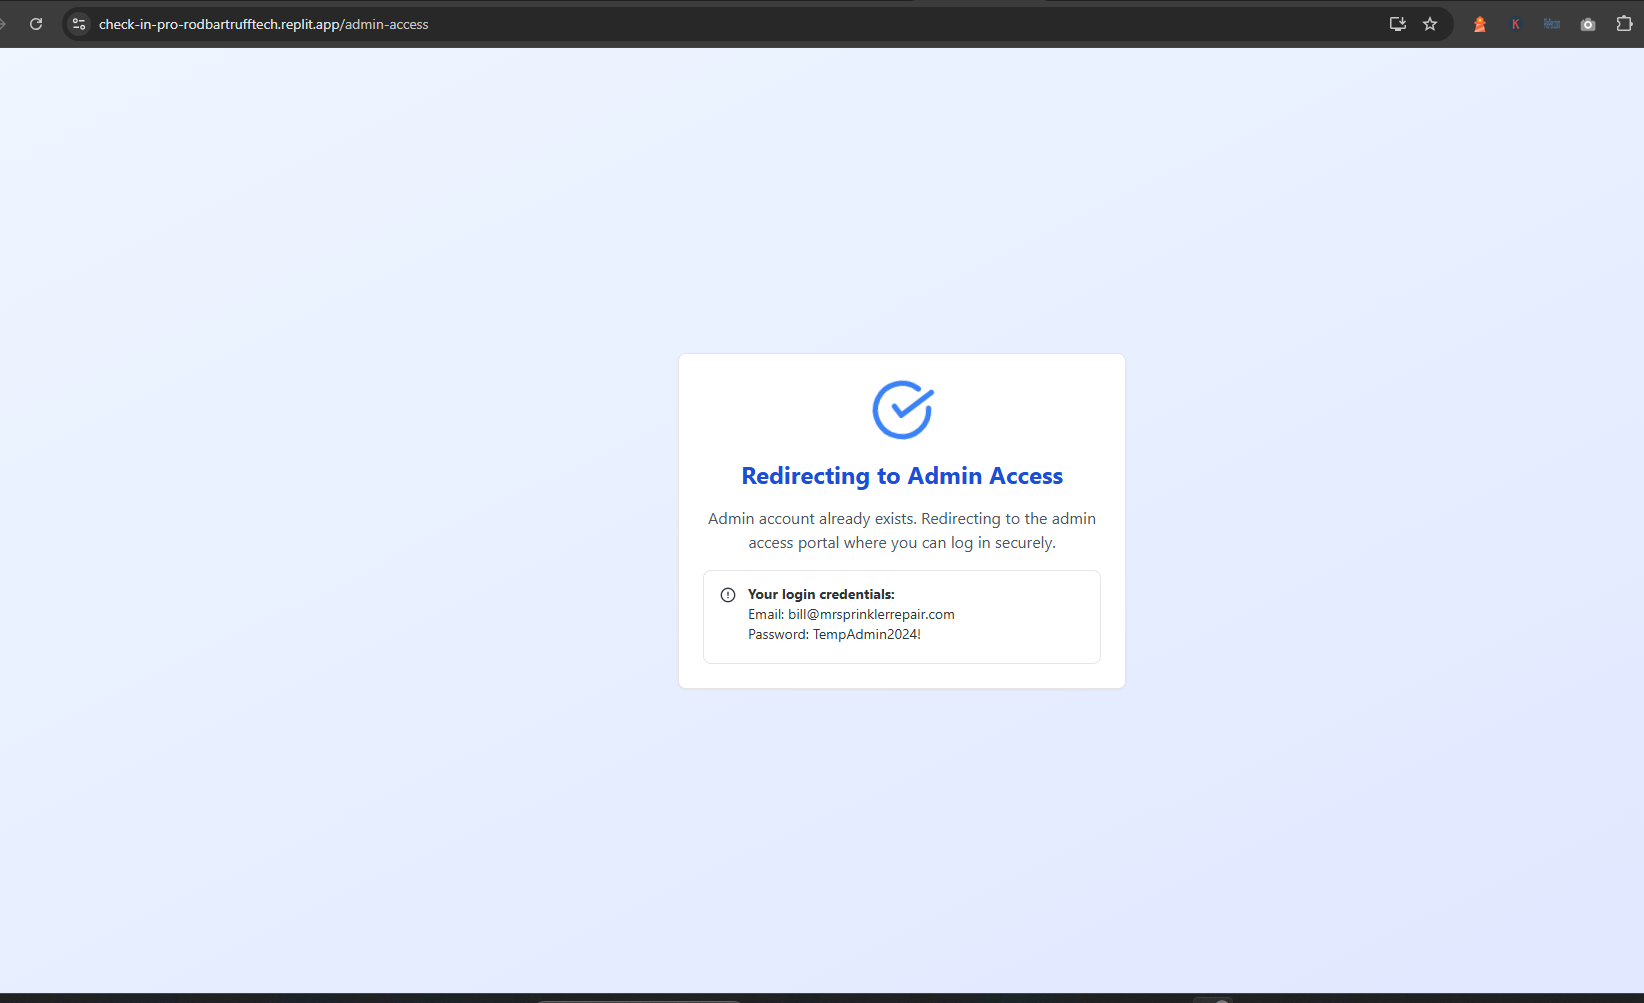 check-in-pro-rodbartrufftech.replit.app/admin-access
K
Redirecting to Admin Access
Admin account already exists. Redirecting to the admin
access portal where you can log in securely.
Your login credentials:
Email: bill@mrsprinklerrepair.com
Password: TempAdmin2024!